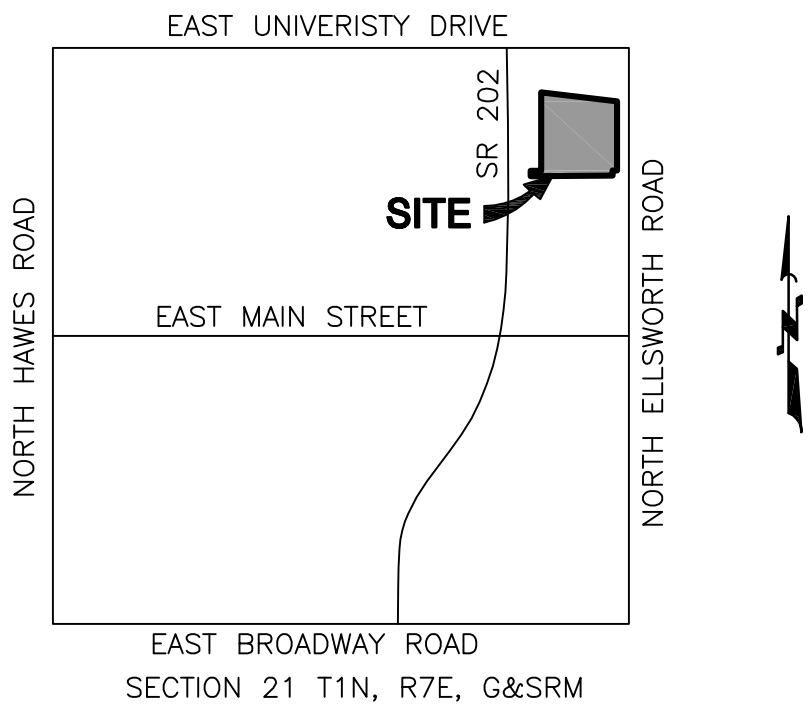 EAST UNIVERISTY DRIVE
SR 202
NORTH HAWES ROAD
SITE
NORTH ELLSWORTH ROAD
EAST MAIN STREET
N
EAST BROADWAY ROAD
SECTION 21 T1N, R7E, G&SRM